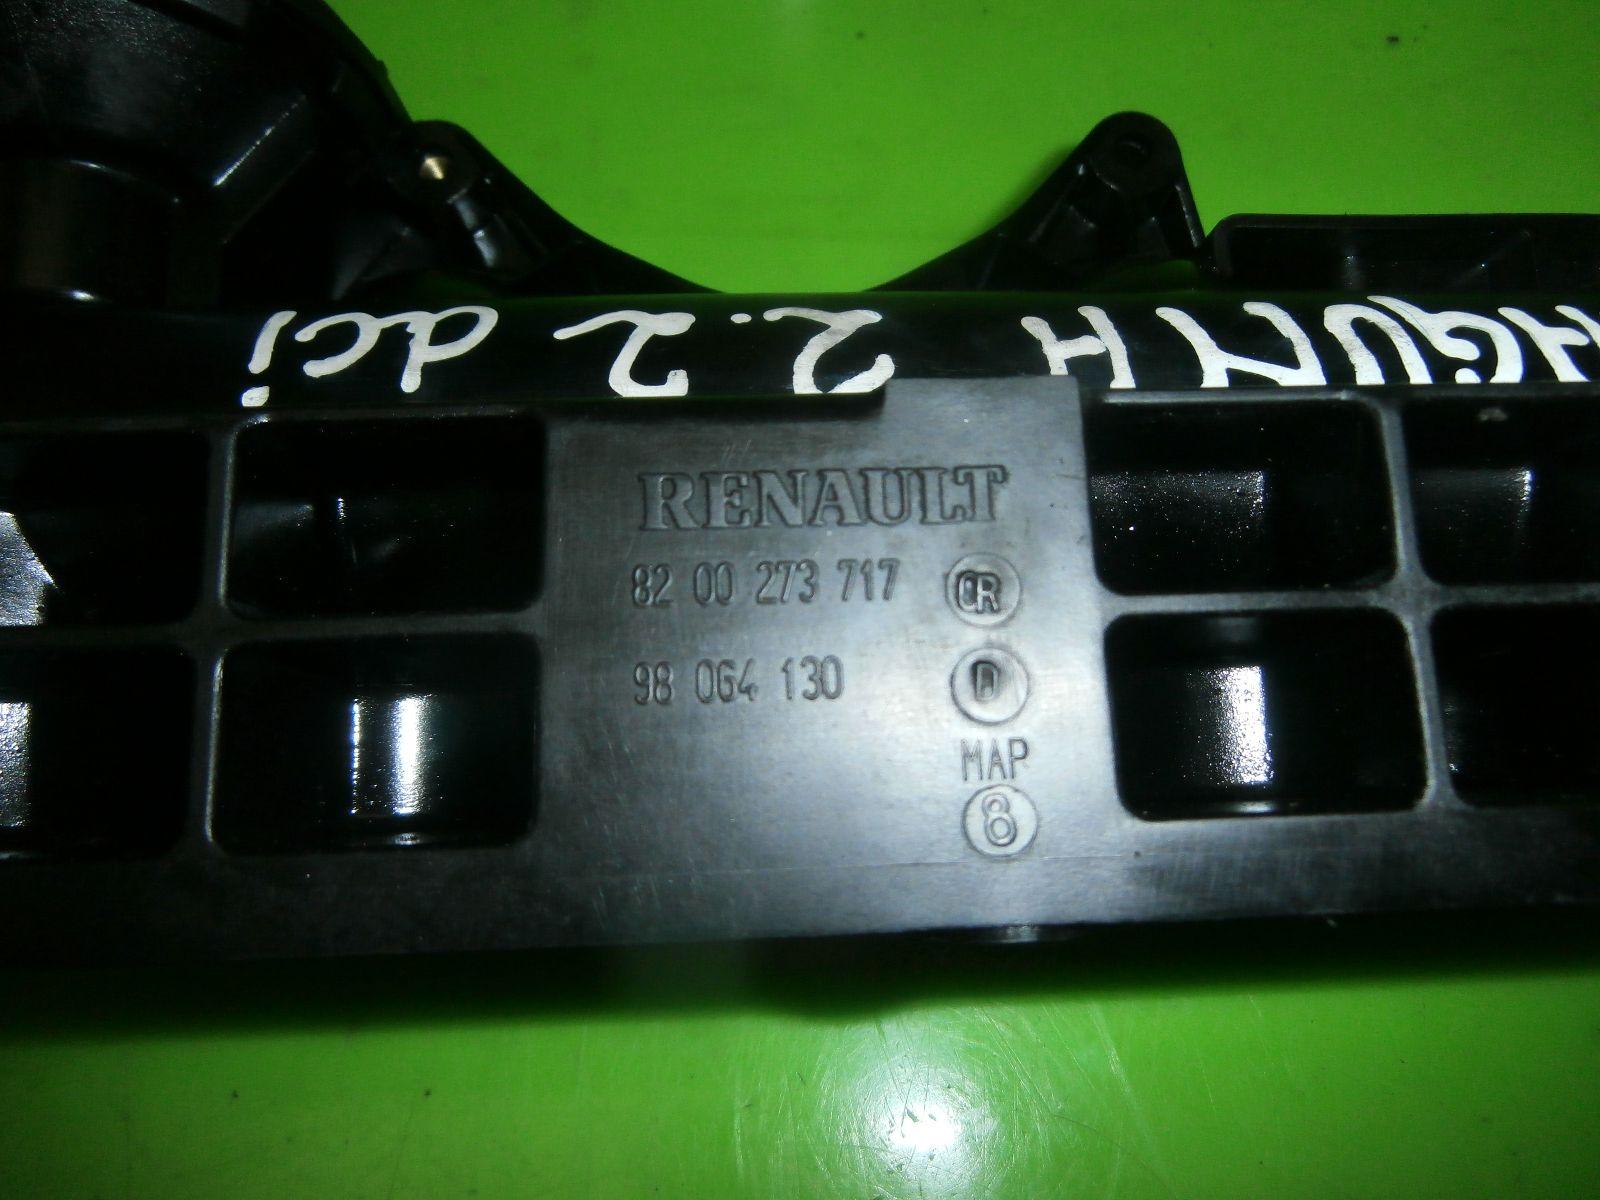 AGUNA 2.2 dci
RENAULT
82 00 273 717 CR
98 064 130 D
MAP
8